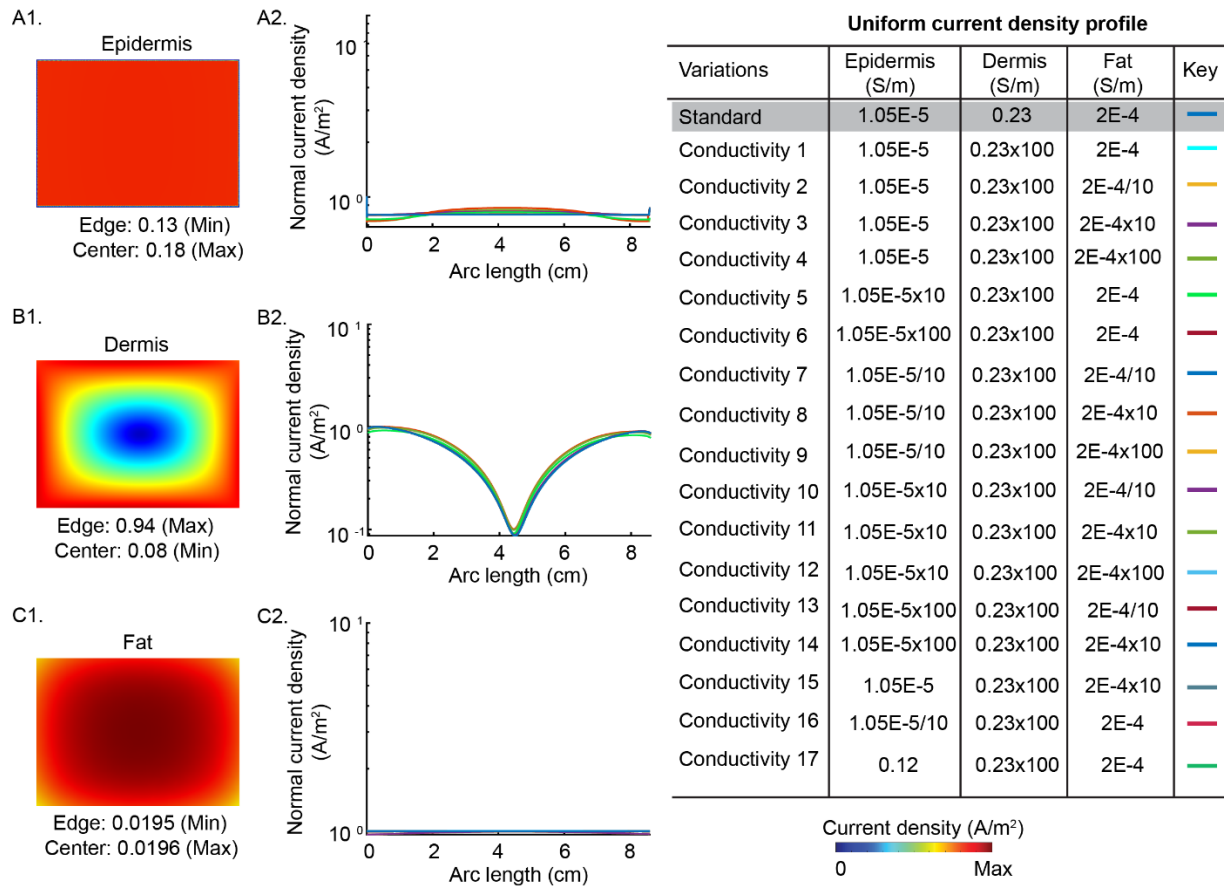 A1.
Epidermis
Edge: 0.13 (Min)
Center: 0.18 (Max)
A2.
Normal current density
(A/m²)
10
10 0
0 2 4 6 8
Arc length (cm)
B1.
Dermis
Edge: 0.94 (Max)
Center: 0.08 (Min)
B2.
Normal current density
(A/m²)
10 1
10 0
10 -1
0 2 4 6 8
Arc length (cm)
C1.
Fat
Edge: 0.0195 (Min)
Center: 0.0196 (Max)
C2.
Normal current density
(A/m²)
10 1
10 0
0 2 4 6 8
Arc length (cm)
Uniform current density profile
Variations Epidermis (S/m) Dermis (S/m) Fat (S/m) Key
Standard 1.05E-5 0.23 2E-4
Conductivity 1 1.05E-5 0.23x100 2E-4
Conductivity 2 1.05E-5 0.23x100 2E-4/10
Conductivity 3 1.05E-5 0.23x100 2E-4x10
Conductivity 4 1.05E-5 0.23x100 2E-4x100
Conductivity 5 1.05E-5x10 0.23x100 2E-4
Conductivity 6 1.05E-5x100 0.23x100 2E-4
Conductivity 7 1.05E-5/10 0.23x100 2E-4/10
Conductivity 8 1.05E-5/10 0.23x100 2E-4x10
Conductivity 9 1.05E-5/10 0.23x100 2E-4x100
Conductivity 10 1.05E-5x10 0.23x100 2E-4/10
Conductivity 11 1.05E-5x10 0.23x100 2E-4x10
Conductivity 12 1.05E-5x10 0.23x100 2E-4x100
Conductivity 13 1.05E-5x100 0.23x100 2E-4/10
Conductivity 14 1.05E-5x100 0.23x100 2E-4x10
Conductivity 15 1.05E-5 0.23x100 2E-4x10
Conductivity 16 1.05E-5/10 0.23x100 2E-4
Conductivity 17 0.12 0.23x100 2E-4
Current density (A/m²)
0 Max